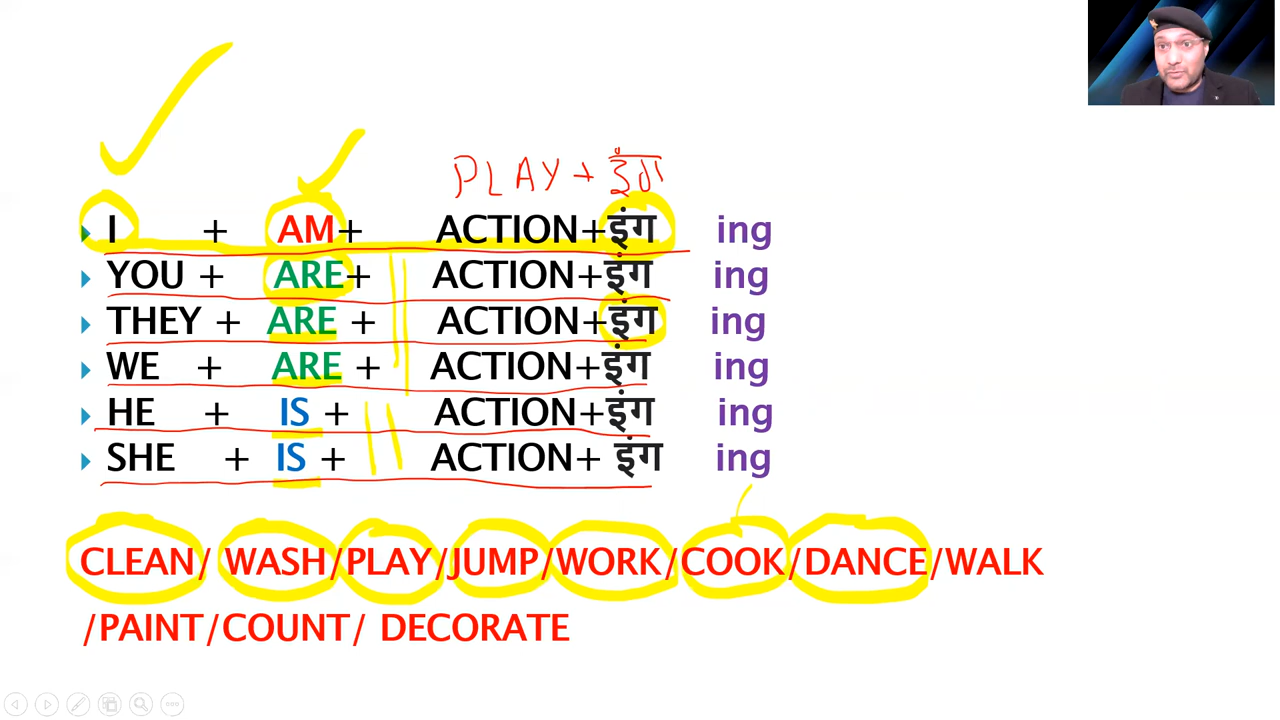 PLAY + इंग
I + AM+ ACTION+इंग ing
YOU + ARE+ ACTION+इंग ing
THEY + ARE + ACTION+इंग ing
WE + ARE + ACTION+इंग ing
HE + IS + ACTION+इंग ing
SHE + IS + ACTION+ इंग ing
CLEAN/ WASH/PLAY/JUMP/WORK/COOK/DANCE/WALK
/PAINT/COUNT/ DECORATE